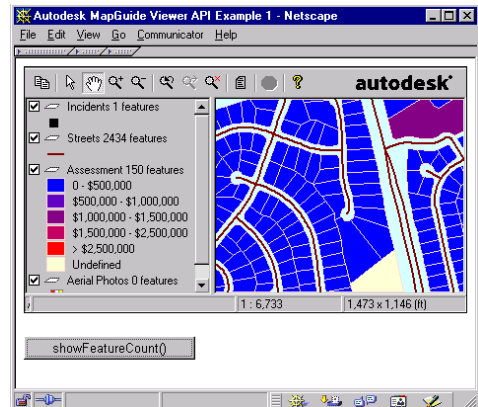 Autodesk MapGuide Viewer API Example 1 - Netscape
File Edit View Go Communicator Help
autodesk
Incidents 1 features
Streets 2434 features
Assessment 150 features
0 - $500,000
$500,000 - $1,000,000
$1,000,000 - $1,500,000
$1,500,000 - $2,500,000
> $2,500,000
Undefined
Aerial Photos 0 features
1 : 6,733
1,473 x 1,146 (ft)
showFeatureCount()